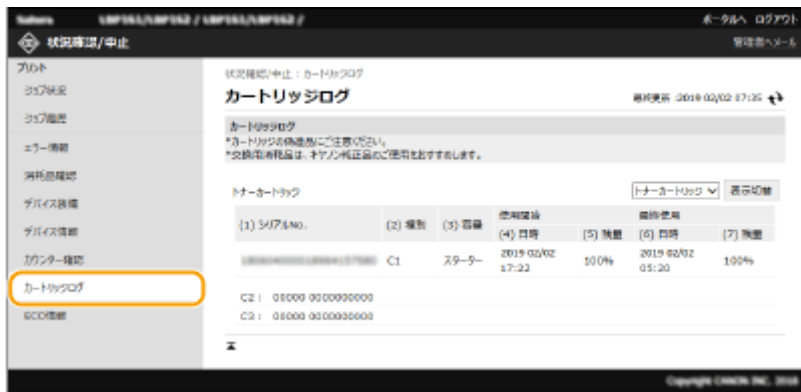 LBP161/LBP162 / LBP161/LBP162 /
ポータルへ ログアウト
状況確認/中止
管理者へメール
プリント
ジョブ状況
ジョブ履歴
エラー情報
消耗品確認
デバイス装備
デバイス情報
カウンター確認
カートリッジログ
ECO情報
状況確認/中止：カートリッジログ
カートリッジログ
最終更新 :2019 02/02 07:35
カートリッジログ
*カートリッジの偽造品にご注意ください。
*交換用消耗品は、キヤノン純正品のご使用をおすすめします。
トナーカートリッジ
トナーカートリッジ 表示切替
(1) シリアルNo. (2) 種別 (3) 容量 使用開始 最終使用
(4) 日時 (5) 残量 (6) 日時 (7) 残量
C1 スターター 2019 02/02 17:22 100% 2019 02/02 05:20 100%
C2 : 00000 0000000000
C3 : 00000 0000000000
Copyright CANON INC. 2018